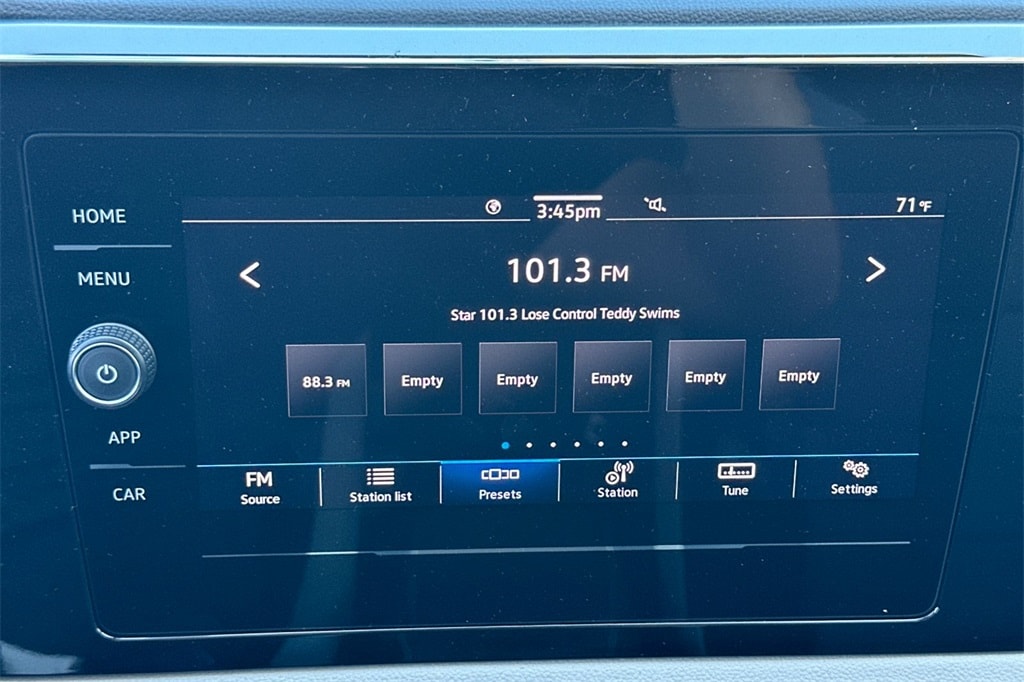 HOME
MENU
APP
CAR
3:45pm
71°F
101.3 FM
Star 101.3 Lose Control Teddy Swims
88.3 FM
Empty
Empty
Empty
Empty
Empty
FM
Source
Station list
Presets
Station
Tune
Settings